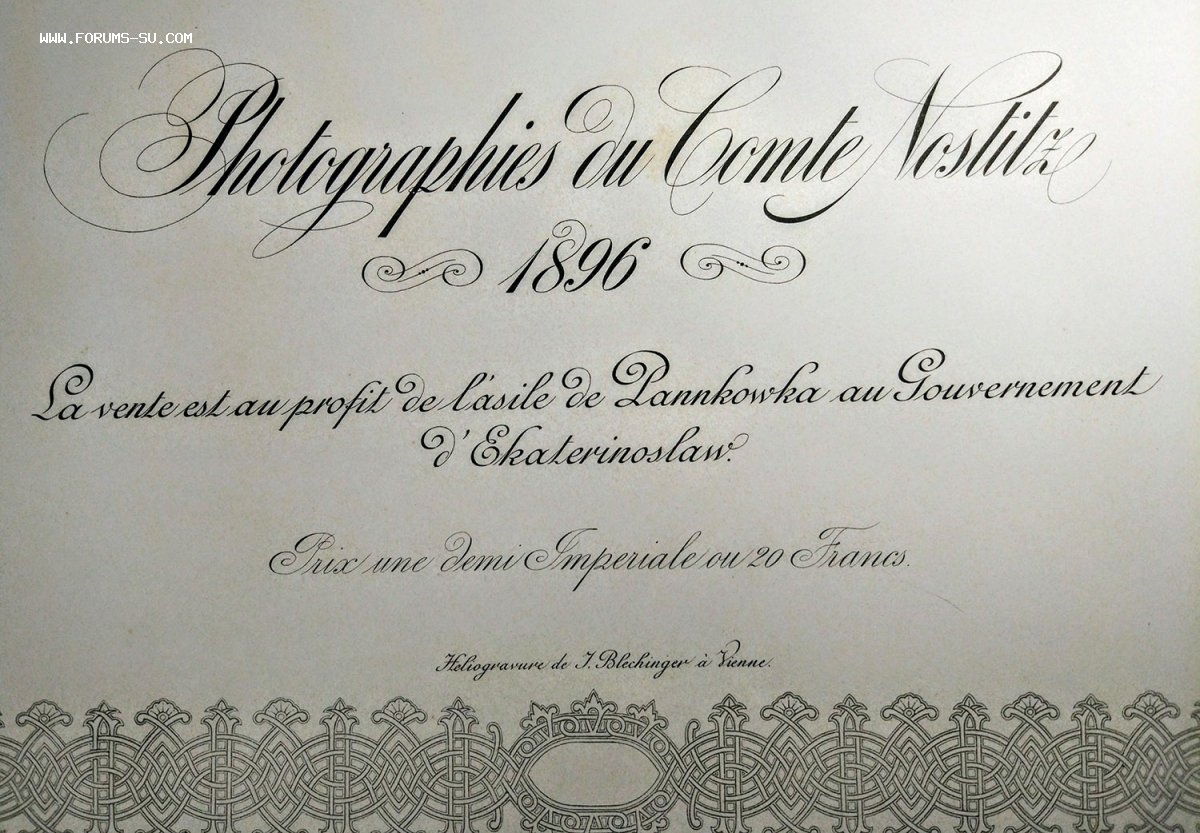 WWW.FORUMS-SU.COM
Photographies du Comte Nostitz
1896
La vente est au profit de l'asile de Pannkowka au Gouvernement
d'Ekaterinoslaw.
Prix une demi Imperiale ou 20 Francs.
Heliogravure de J. Blechinger à Vienne.